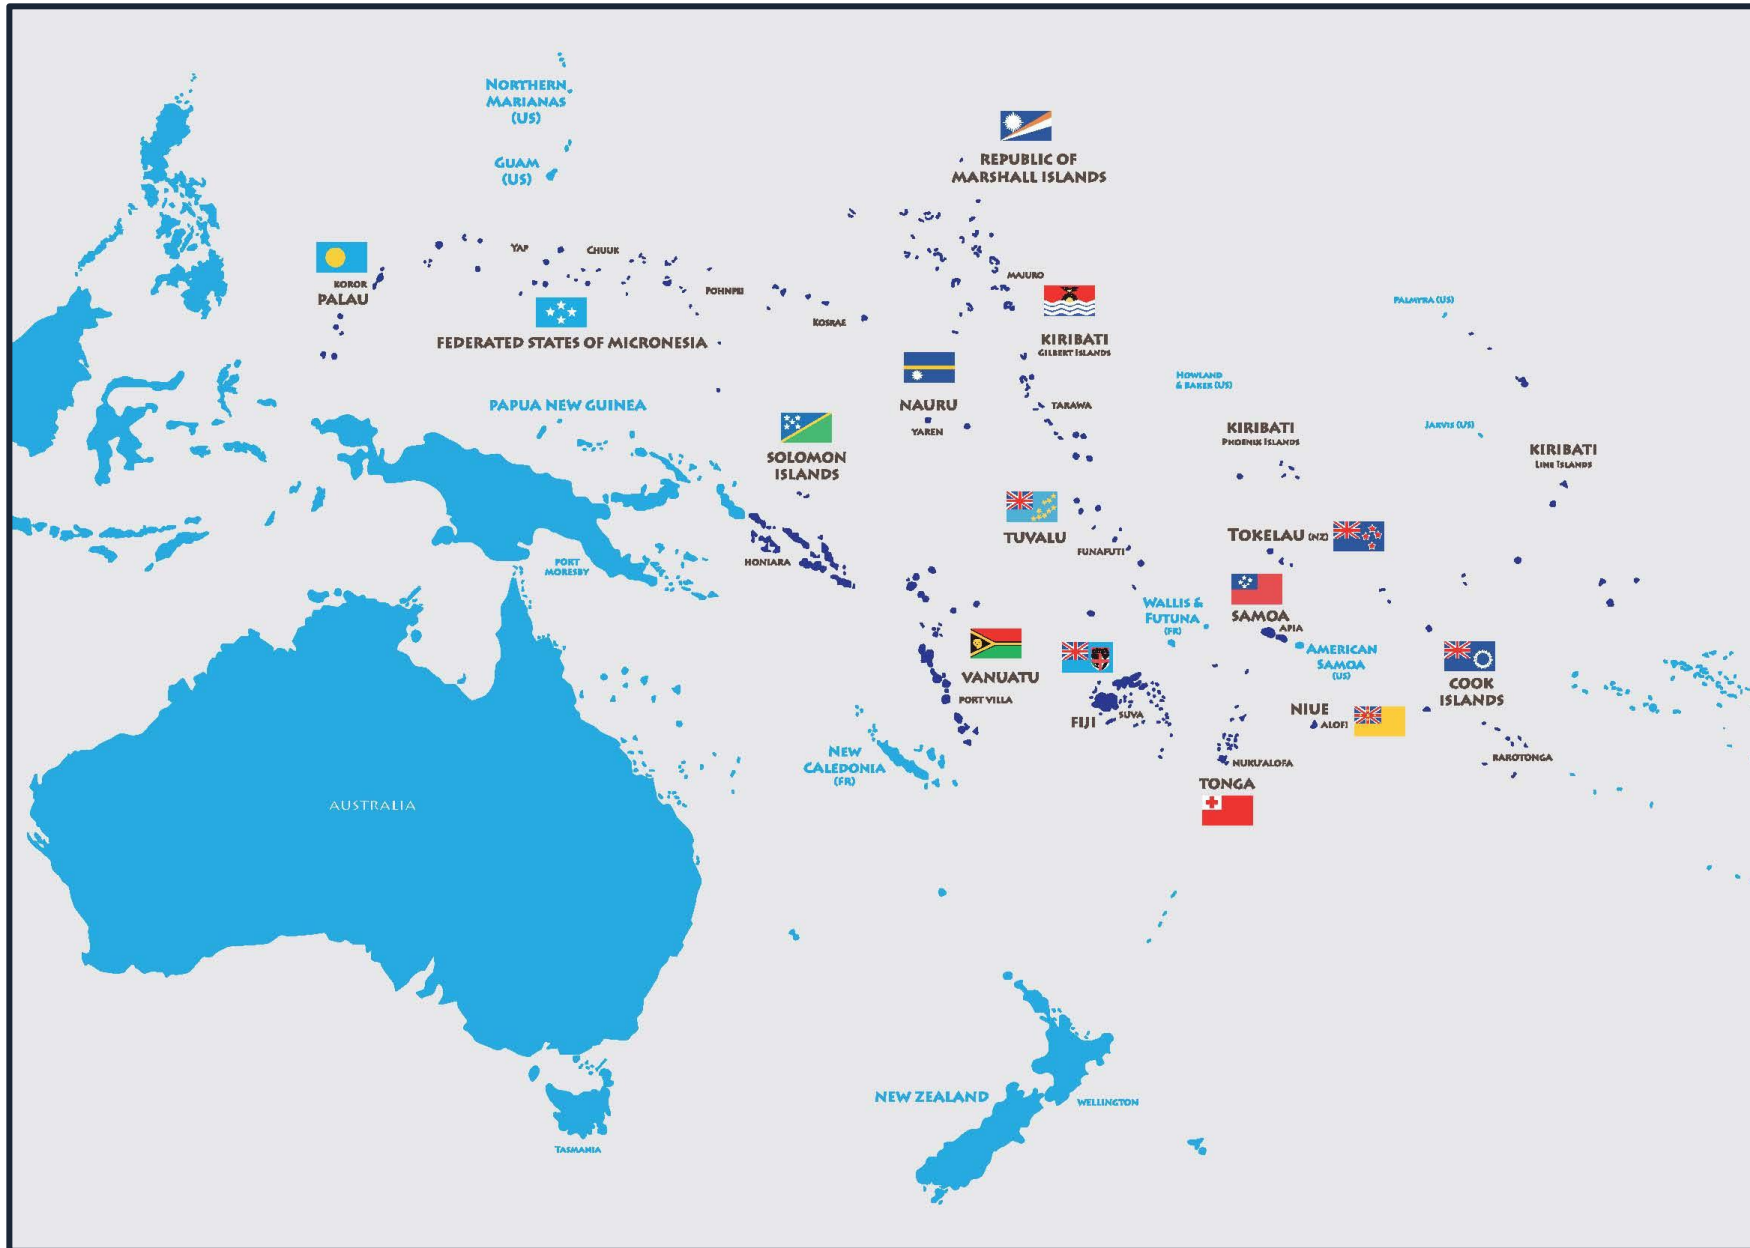 NORTHERN
MARIANAS
(US)
GUAM
(US)
REPUBLIC OF
MARSHALL ISLANDS
YAP
CHUUK
KOROR
PALAU
POHNPEI
MAJURO
KOSRAE
FEDERATED STATES OF MICRONESIA
KIRIBATI
GILBERT ISLANDS
PALMYRA (US)
HOWLAND
& BAKER (US)
NAURU
YAREN
TARAWA
PAPUA NEW GUINEA
SOLOMON
ISLANDS
KIRIBATI
PHOENIX ISLANDS
JARVIS (US)
KIRIBATI
LINE ISLANDS
TUVALU
FUNAFUTI
TOKELAU (NZ)
HONIARA
PORT
MORESBY
WALLIS &
FUTUNA
(FR)
SAMOA
APIA
AMERICAN
SAMOA
(US)
VANUATU
PORT VILLA
FIJI
SUVA
NIUE
ALOFI
COOK
ISLANDS
NEW
CALEDONIA
(FR)
NUKU'ALOFA
TONGA
RAROTONGA
AUSTRALIA
NEW ZEALAND
WELLINGTON
TASMANIA